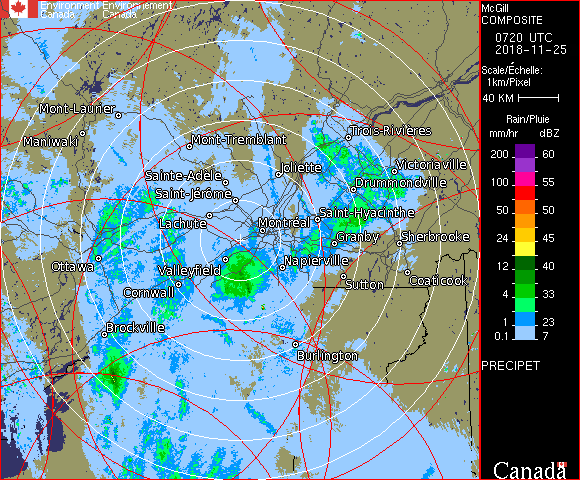 Environment Environnement
Canada Canada
McGill
COMPOSITE
0720 UTC
2018-11-25
Scale/Échelle:
1km/Pixel
40 KM
Rain/Pluie
mm/hr dBZ
200 60
100 55
50 50
24 45
12 40
4 33
1 23
0.1 7
PRECIPET
Canada
Mont-Laurier
Maniwaki
Mont-Tremblant
Trois-Rivières
Joliette
Victoriaville
Sainte-Adèle
Drummondville
Saint-Jérôme
Lachute
Saint-Hyacinthe
Montréal
Granby
Sherbrooke
Ottawa
Valleyfield
Napierville
Cornwall
Sutton
Coaticook
Brockville
Burlington